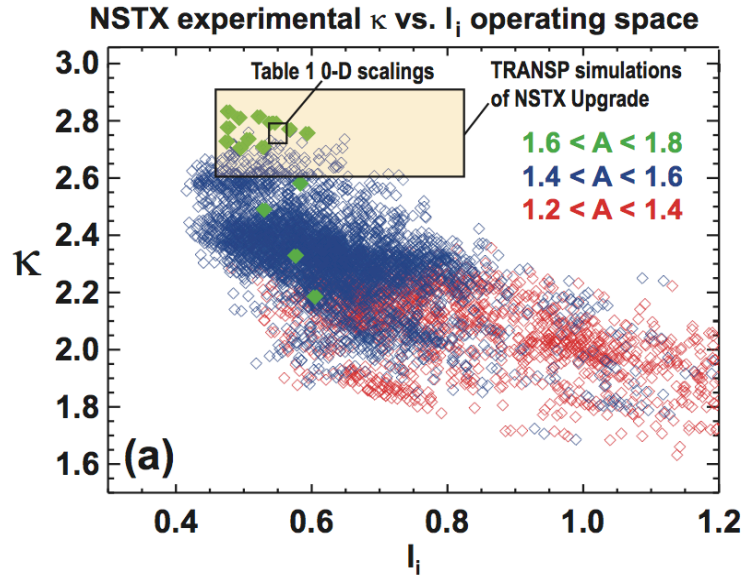 NSTX experimental κ vs. lᵢ operating space
Table 1 0-D scalings
TRANSP simulations
of NSTX Upgrade
1.6 < A < 1.8
1.4 < A < 1.6
1.2 < A < 1.4
3.0
2.8
2.6
2.4
2.2
2.0
1.8
1.6
κ
(a)
0.4
0.6
0.8
1.0
1.2
lᵢ